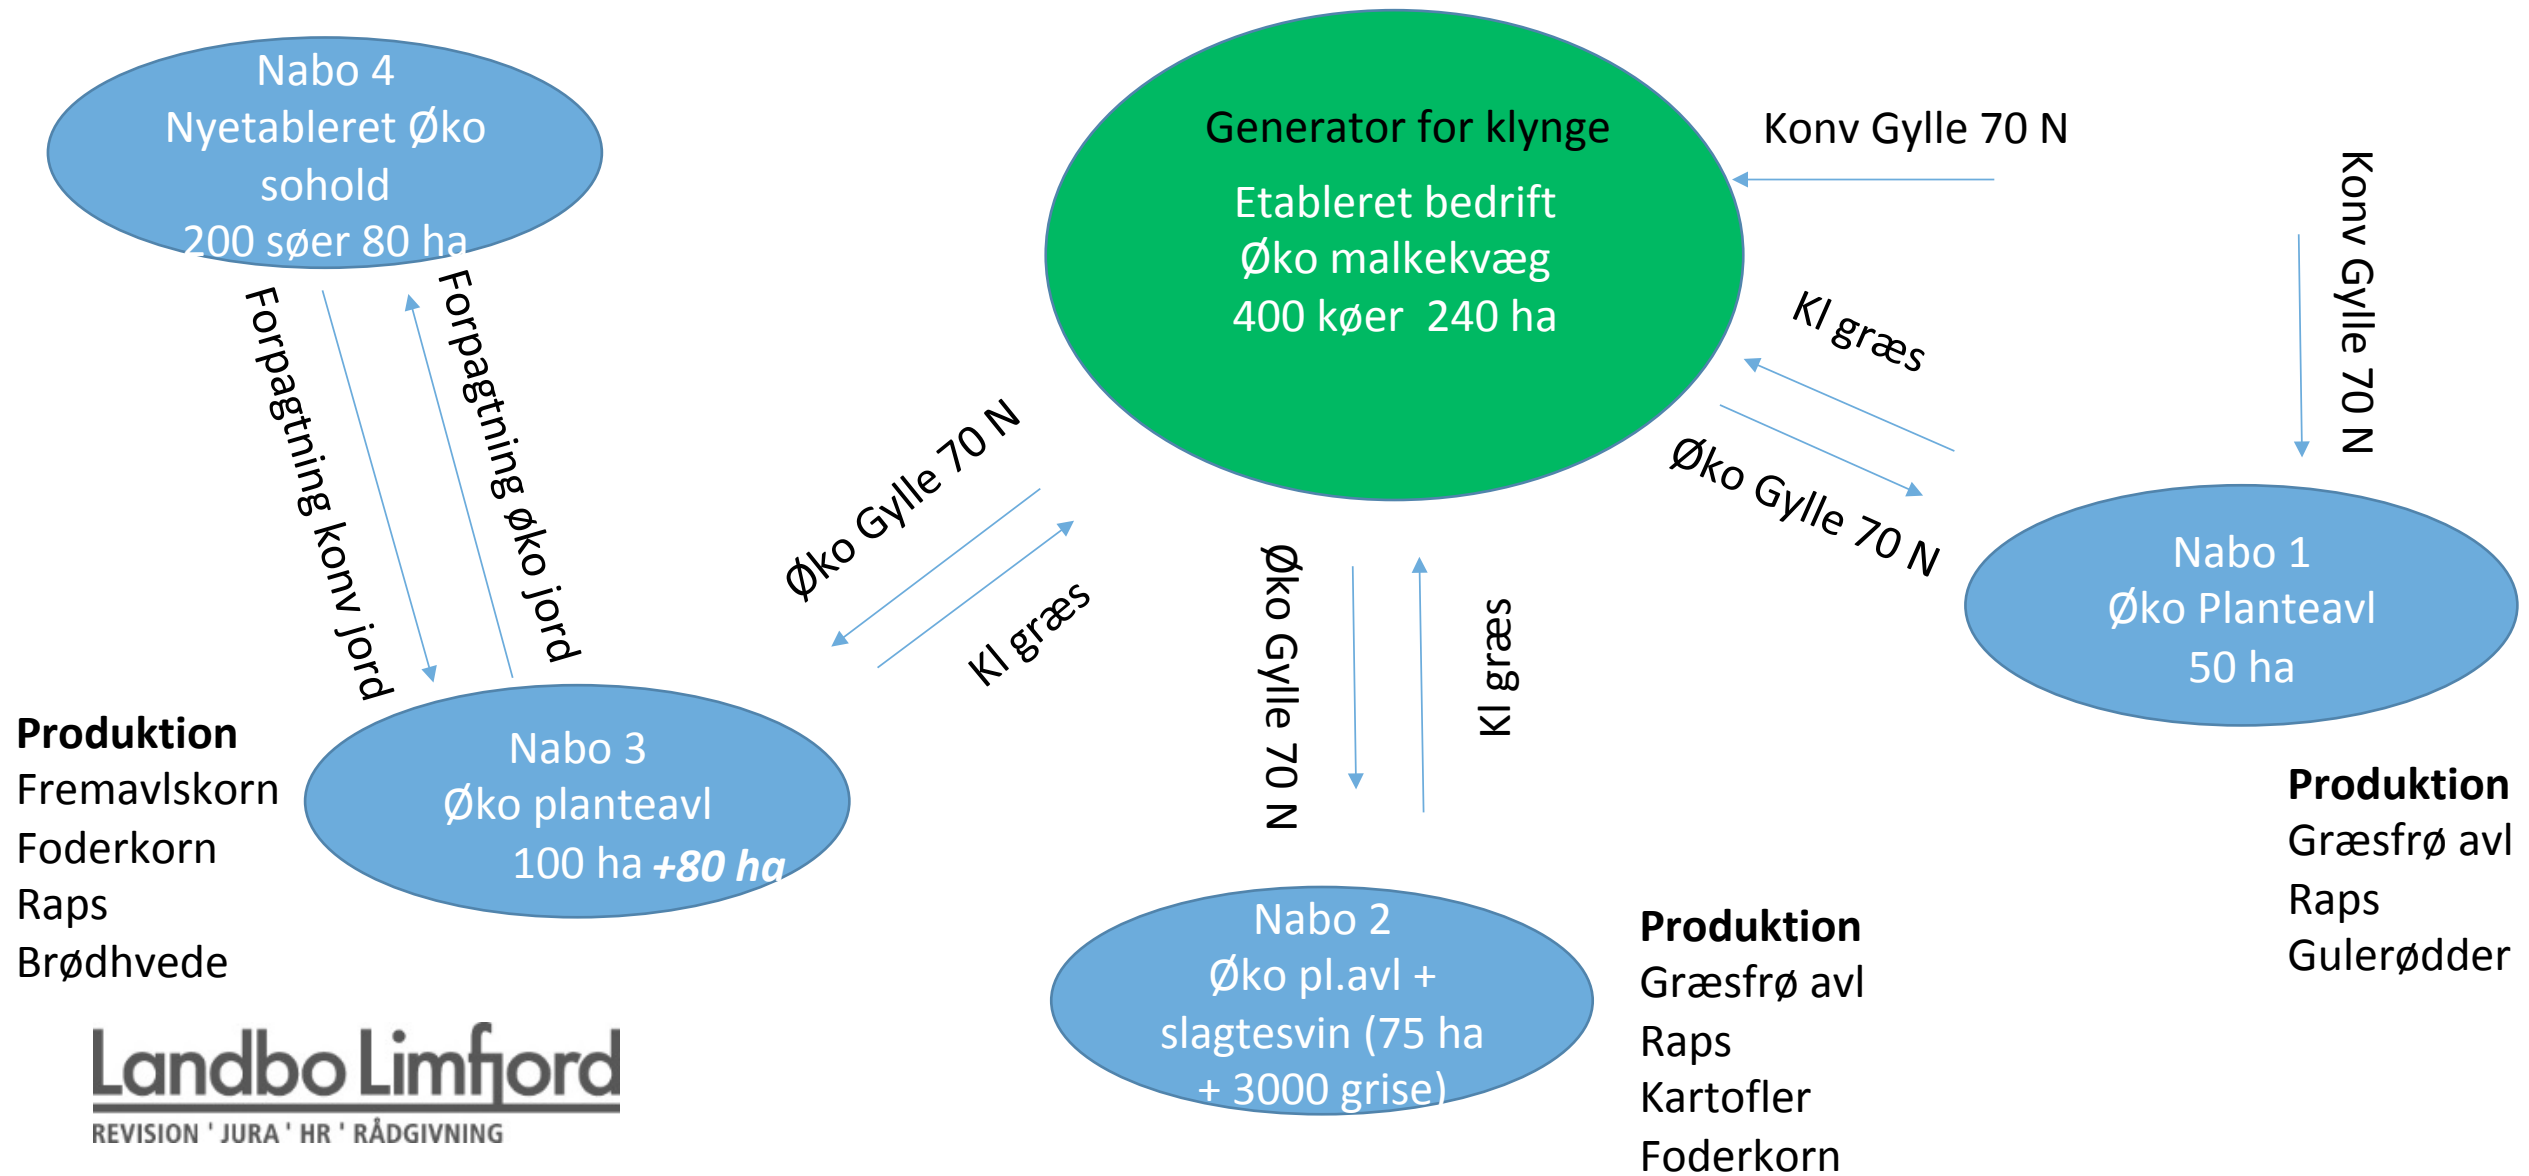 Nabo 4
Nyetableret Øko
sohold
200 søer 80 ha
Generator for klynge
Etableret bedrift
Øko malkekvæg
400 køer 240 ha
Konv Gylle 70 N
Konv Gylle 70 N
Kl græs
Øko Gylle 70 N
Forpagtning konv jord
Forpagtning øko jord
Øko Gylle 70 N
Kl græs
Øko Gylle 70 N
Kl græs
Nabo 1
Øko Planteavl
50 ha
Produktion
Græsfrø avl
Raps
Gulerødder
Produktion
Fremavlskorn
Foderkorn
Raps
Brødhvede
Nabo 3
Øko planteavl
100 ha +80 ha
Nabo 2
Øko pl.avl +
slagtesvin (75 ha
+ 3000 grise)
Produktion
Græsfrø avl
Raps
Kartofler
Foderkorn
Landbo Limfjord
REVISION ' JURA ' HR ' RÅDGIVNING